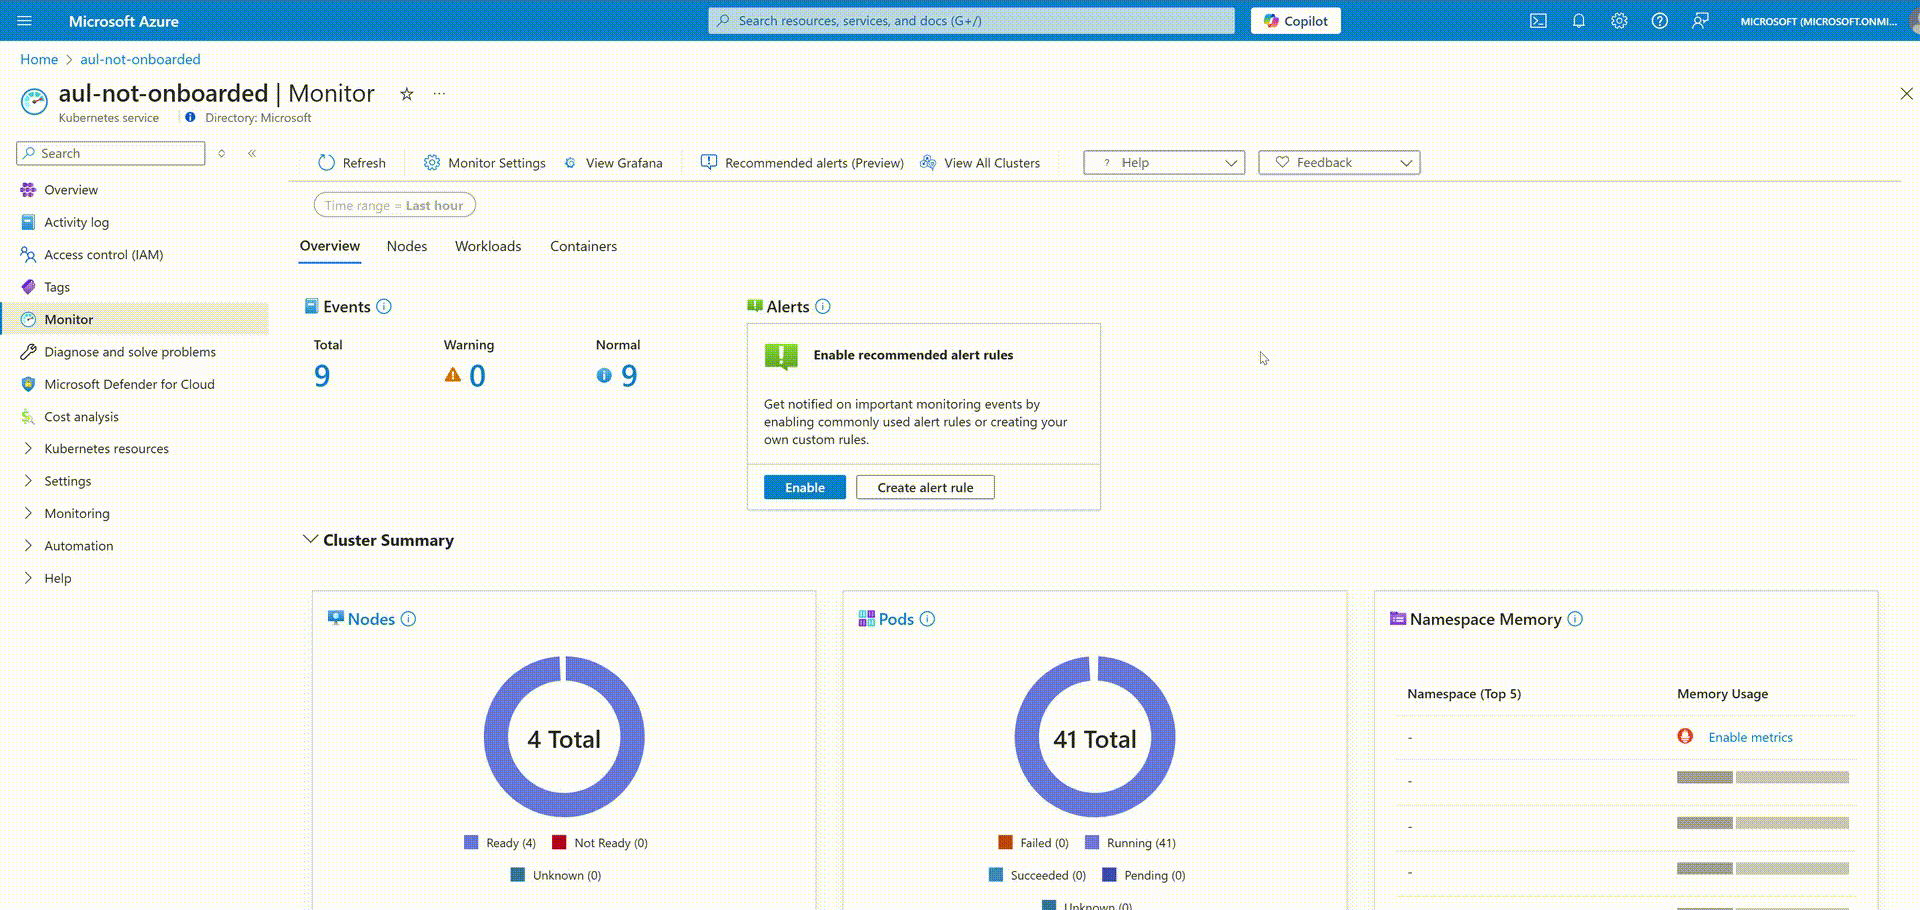 Microsoft Azure
Search resources, services, and docs (G+/)
Copilot
MICROSOFT (MICROSOFT.ONMI...
Home > aul-not-onboarded
aul-not-onboarded | Monitor
Kubernetes service
Directory: Microsoft
Search
Overview
Activity log
Access control (IAM)
Tags
Monitor
Diagnose and solve problems
Microsoft Defender for Cloud
Cost analysis
Kubernetes resources
Settings
Monitoring
Automation
Help
Refresh
Monitor Settings
View Grafana
Recommended alerts (Preview)
View All Clusters
? Help
Feedback
Time range = Last hour
Overview
Nodes
Workloads
Containers
Events
Total
9
Warning
0
Normal
9
Alerts
Enable recommended alert rules
Get notified on important monitoring events by
enabling commonly used alert rules or creating your
own custom rules.
Enable
Create alert rule
Cluster Summary
Nodes
4 Total
Ready (4)
Not Ready (0)
Unknown (0)
Pods
41 Total
Failed (0)
Running (41)
Succeeded (0)
Pending (0)
Unknown (0)
Namespace Memory
Namespace (Top 5)
Memory Usage
-
Enable metrics
-
-
-